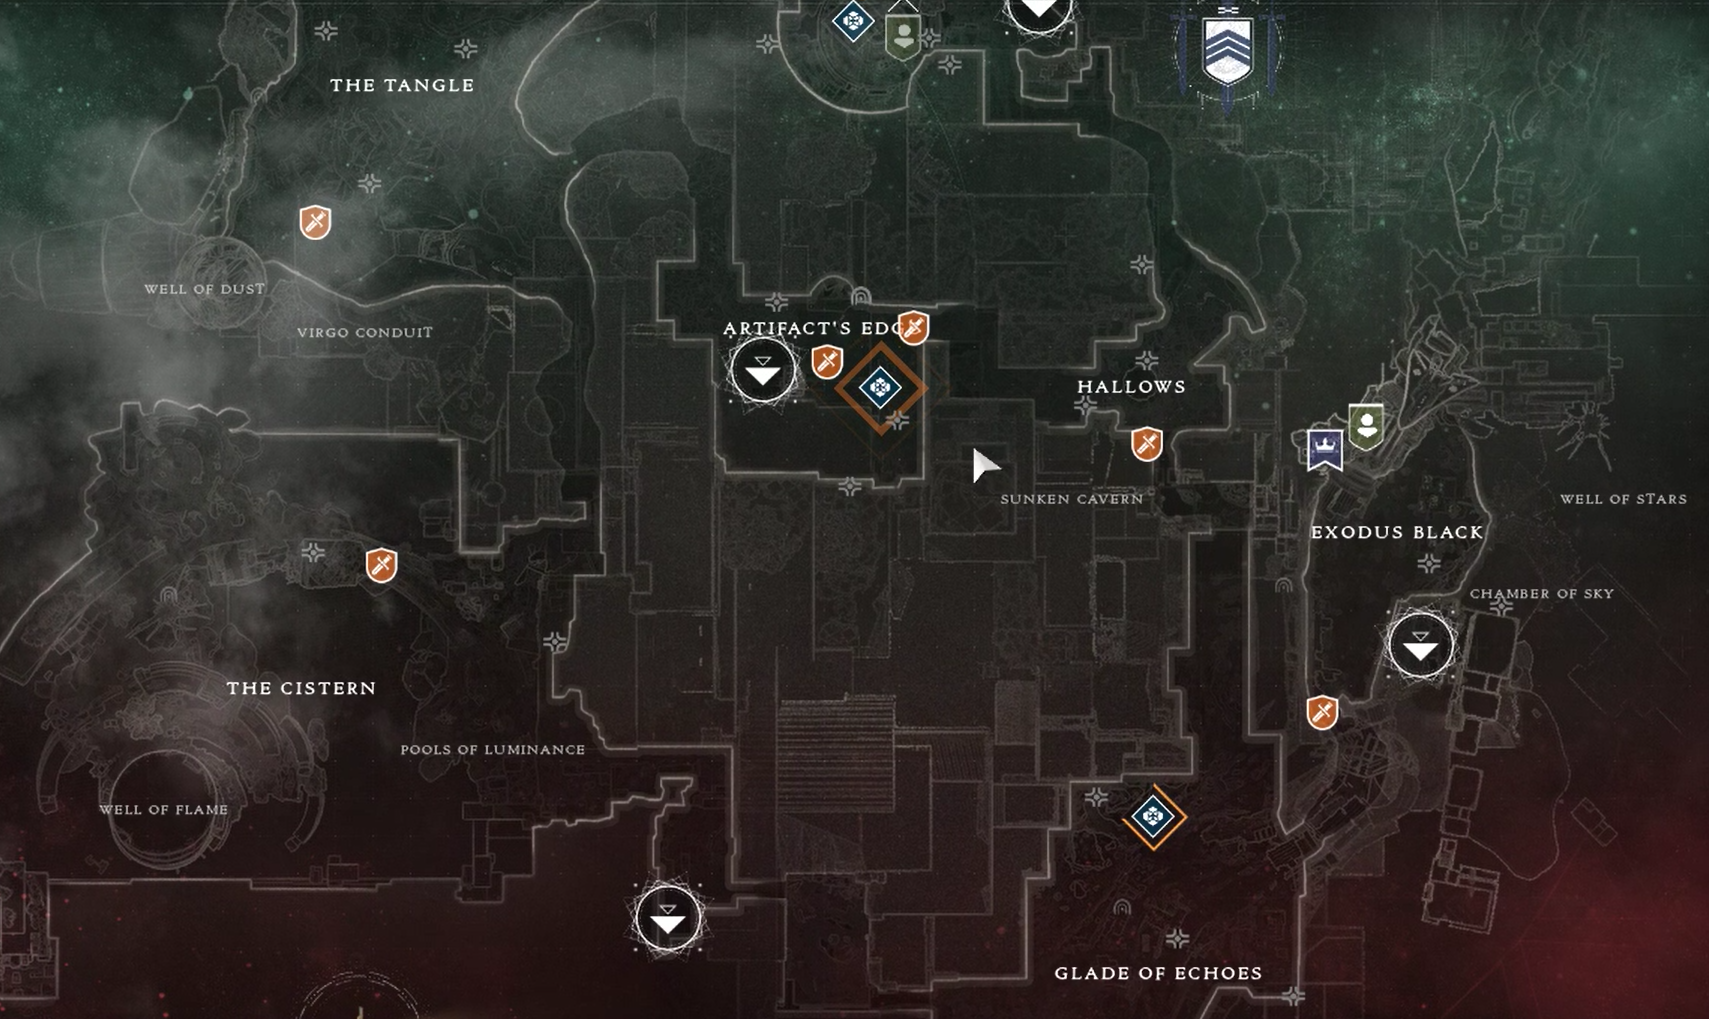 THE TANGLE
WELL OF DUST
VIRGO CONDUIT
ARTIFACT'S EDGE
HALLOWS
SUNKEN CAVERN
WELL OF STARS
EXODUS BLACK
CHAMBER OF SKY
THE CISTERN
POOLS OF LUMINANCE
WELL OF FLAME
GLADE OF ECHOES